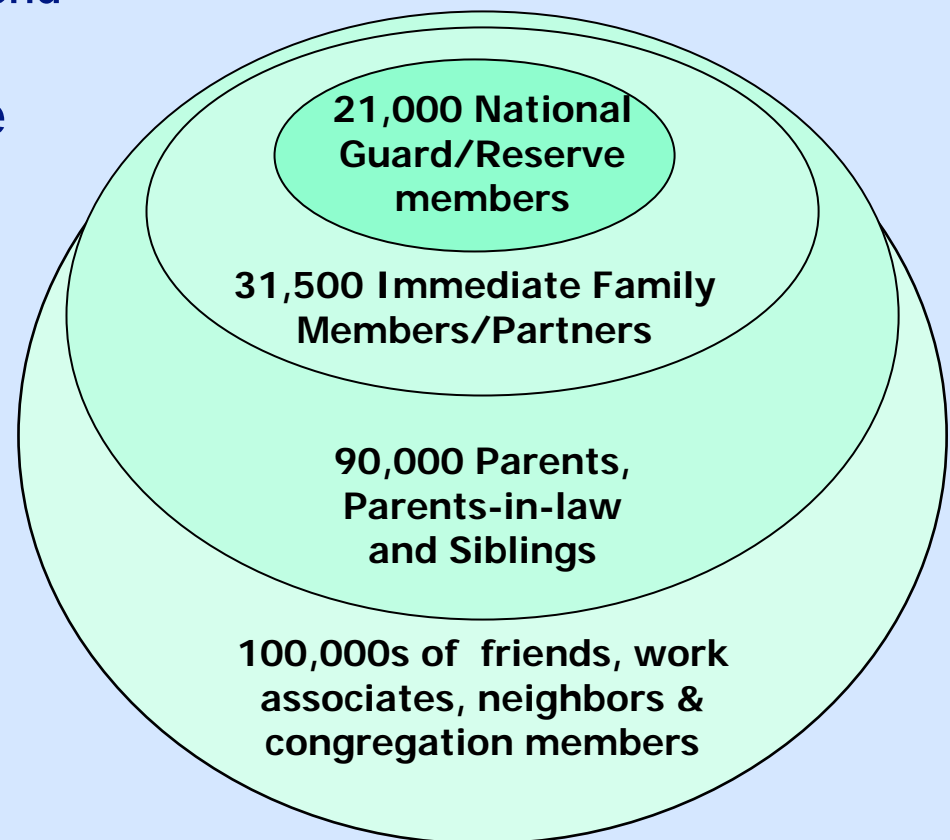 21,000 National
Guard/Reserve
members
31,500 Immediate Family
Members/Partners
90,000 Parents,
Parents-in-law
and Siblings
100,000s of  friends, work
associates, neighbors &
congregation members